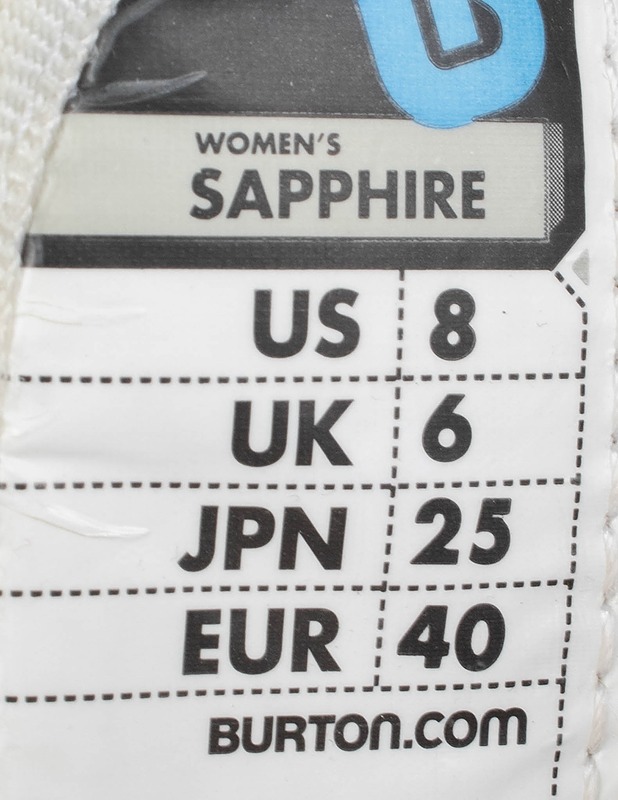 WOMEN'S
SAPPHIRE
US 8
UK 6
JPN 25
EUR 40
BURTON.com